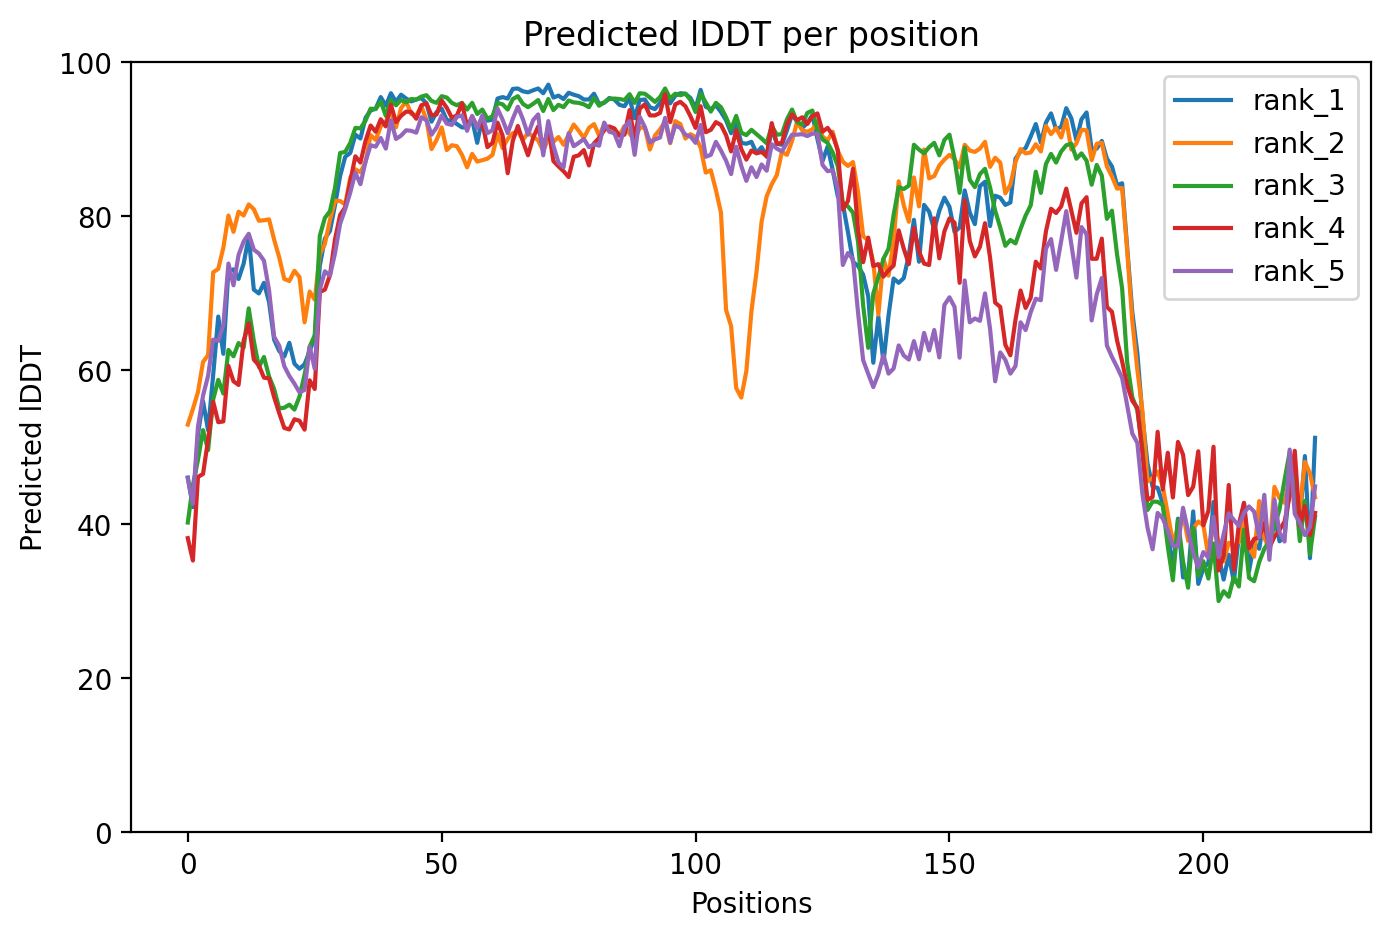 Predicted lDDT per position
100
80
60
40
20
0
Predicted lDDT
0 50 100 150 200
Positions
rank_1
rank_2
rank_3
rank_4
rank_5